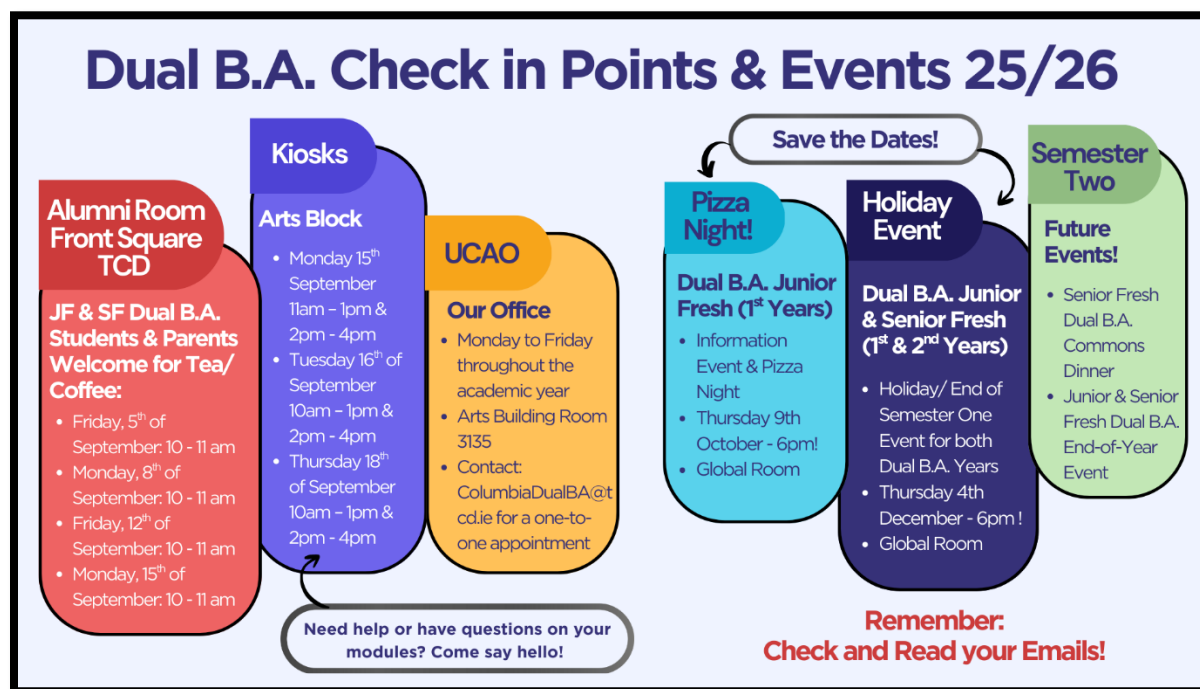 Dual B.A. Check in Points & Events 25/26
Alumni Room
Front Square
TCD
JF & SF Dual B.A.
Students & Parents
Welcome for Tea/
Coffee:
• Friday, 5th of
September: 10 - 11 am
• Monday, 8th of
September: 10 - 11 am
• Friday, 12th of
September: 10 - 11 am
• Monday, 15th of
September: 10 - 11 am
Kiosks
Arts Block
• Monday 15th
September
11am – 1pm &
2pm - 4pm
• Tuesday 16th of
September
10am – 1pm &
2pm - 4pm
• Thursday 18th
of September
10am – 1pm &
2pm - 4pm
Need help or have questions on your
modules? Come say hello!
UCAO
Our Office
• Monday to Friday
throughout the
academic year
• Arts Building Room
3135
• Contact:
ColumbiaDualBA@t
cd.ie for a one-to-
one appointment
Save the Dates!
Pizza
Night!
Dual B.A. Junior
Fresh (1st Years)
• Information
Event & Pizza
Night
• Thursday 9th
October - 6pm!
• Global Room
Holiday
Event
Dual B.A. Junior
& Senior Fresh
(1st & 2nd Years)
• Holiday/ End of
Semester One
Event for both
Dual B.A. Years
• Thursday 4th
December - 6pm !
• Global Room
Semester
Two
Future
Events!
• Senior Fresh
Dual B.A.
Commons
Dinner
• Junior & Senior
Fresh Dual B.A.
End-of-Year
Event
Remember:
Check and Read your Emails!